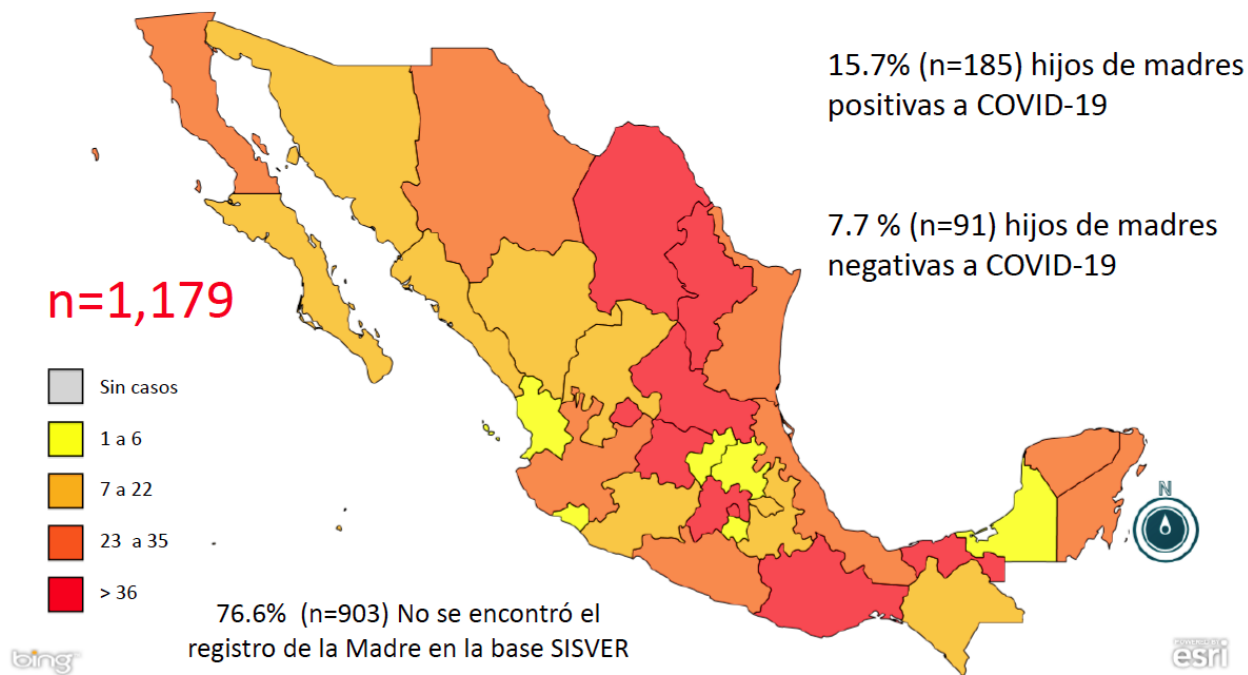 15.7% (n=185) hijos de madres
positivas a COVID-19
7.7 % (n=91) hijos de madres
negativas a COVID-19
n=1,179
Sin casos
1 a 6
7 a 22
23 a 35
> 36
N
76.6% (n=903) No se encontró el
registro de la Madre en la base SISVER
bing
POWERED BY
esri